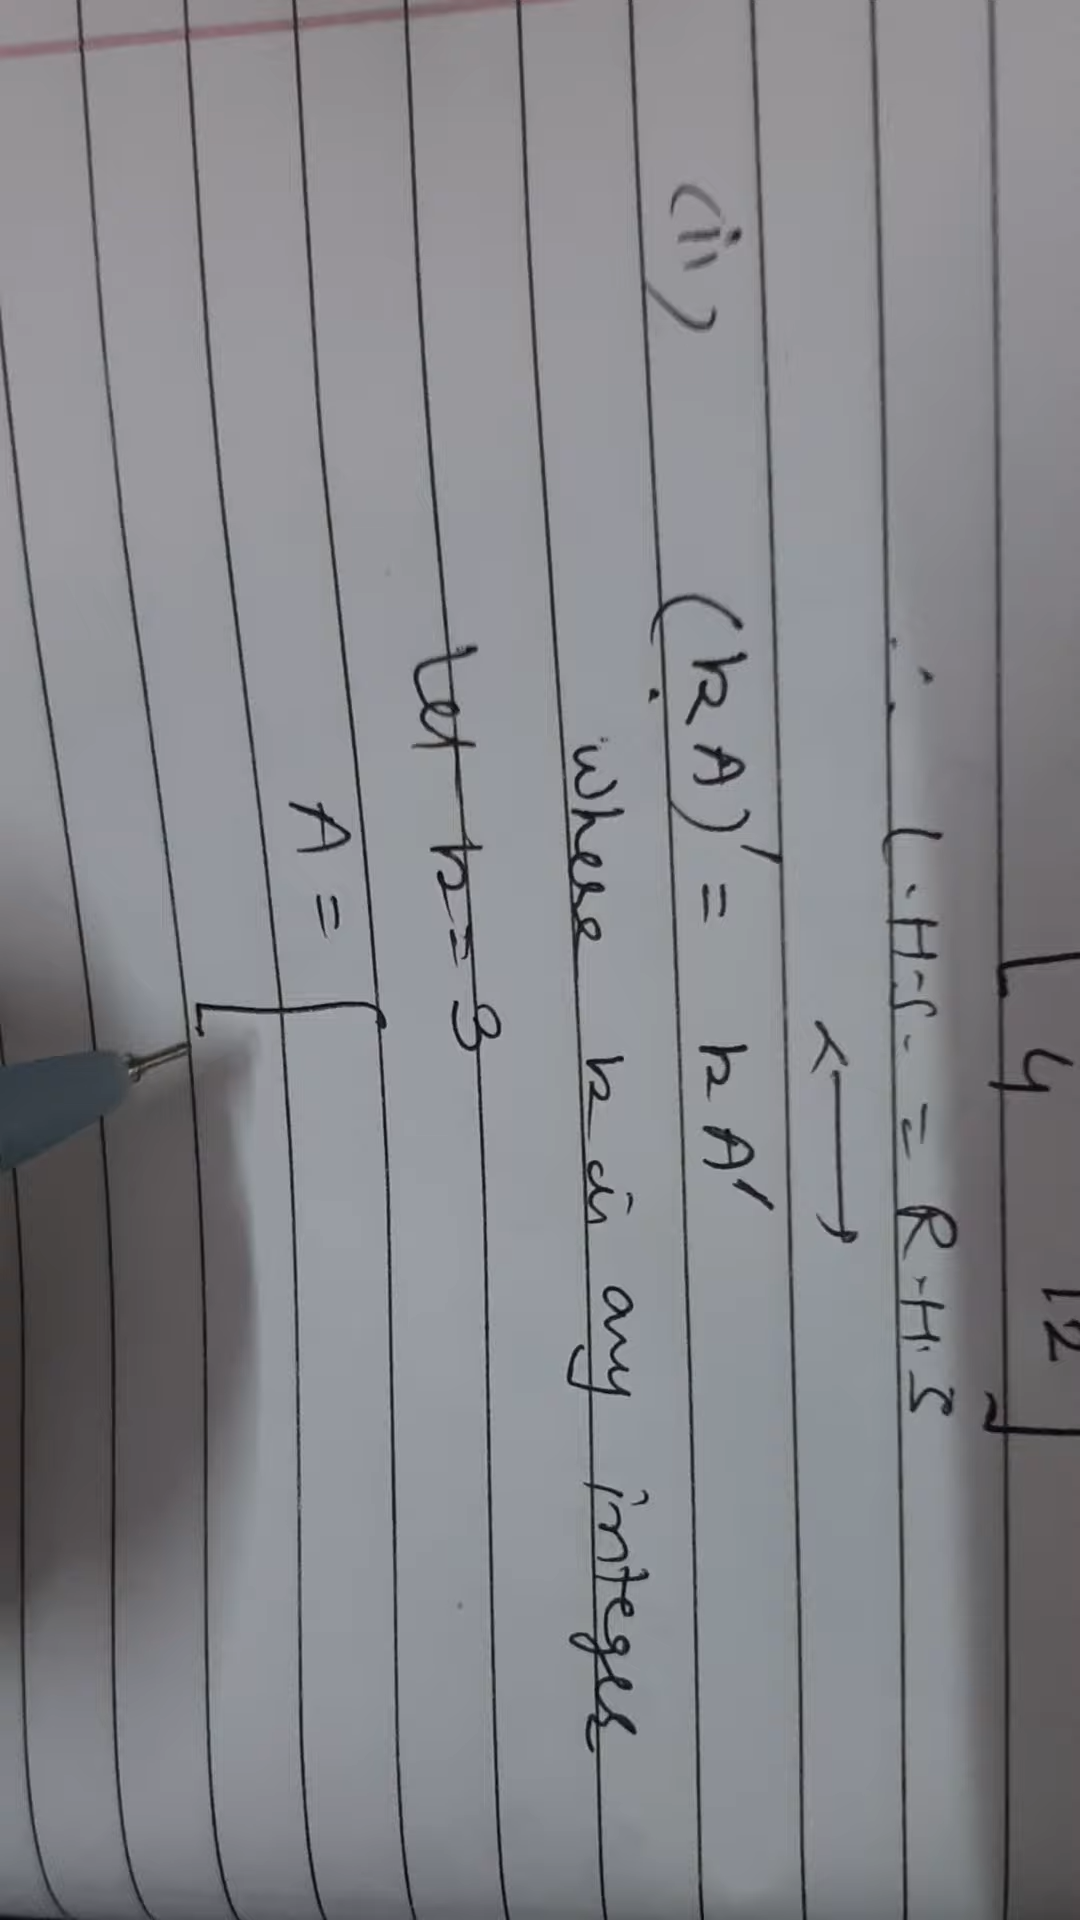 [ 4 12 ]
∴ L.H.S. = R.H.S
(ii) (kA)' = kA'
where k is any integer
Let k = 3
A = [